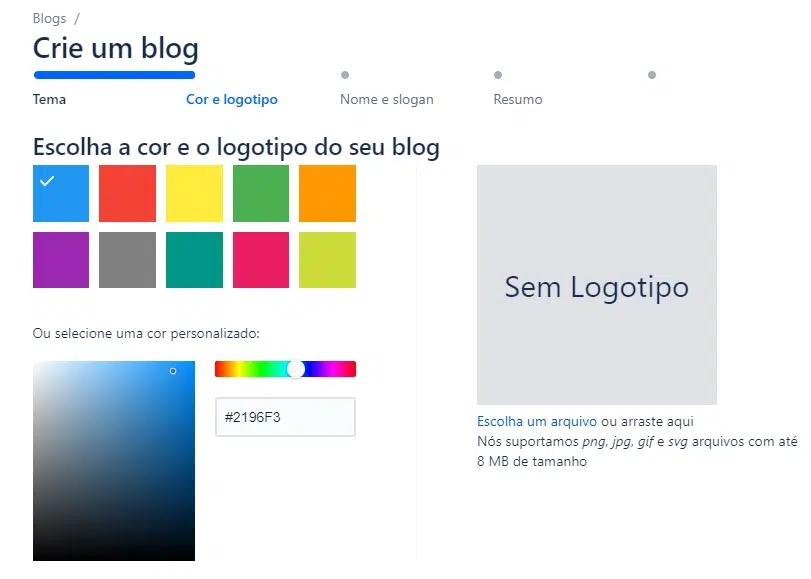 Blogs /
Crie um blog
Tema
Cor e logotipo
Nome e slogan
Resumo
Escolha a cor e o logotipo do seu blog
Sem Logotipo
Ou selecione uma cor personalizado:
#2196F3
Escolha um arquivo ou arraste aqui
Nós suportamos png, jpg, gif e svg arquivos com até
8 MB de tamanho